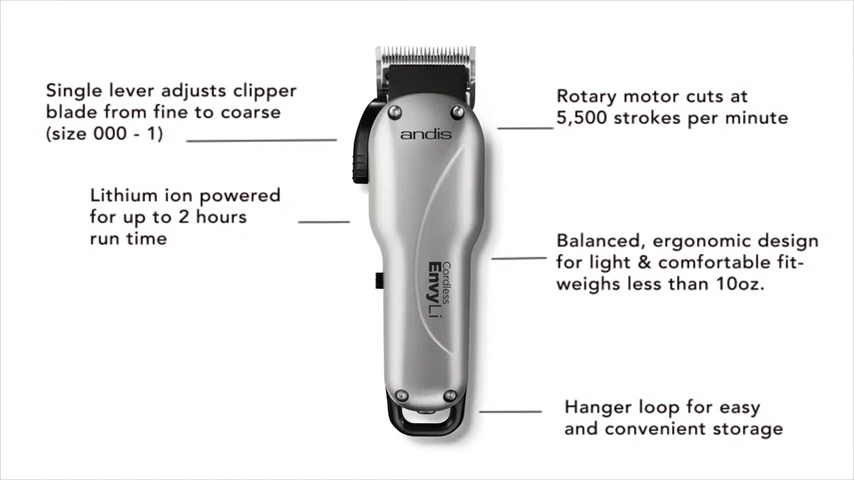 Single lever adjusts clipper
blade from fine to coarse
(size 000 - 1)
Lithium ion powered
for up to 2 hours
run time
andis
Cordless
EnvyLi
Rotary motor cuts at
5,500 strokes per minute
Balanced, ergonomic design
for light & comfortable fit-
weighs less than 10oz.
Hanger loop for easy
and convenient storage